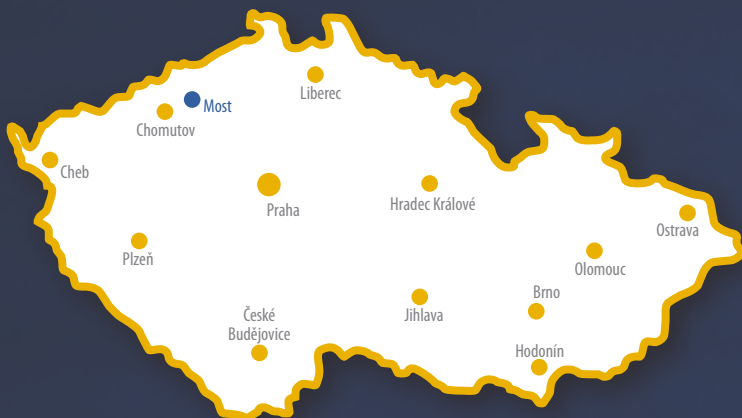 Liberec
Most
Chomutov
Cheb
Praha
Hradec Králové
Ostrava
Plzeň
Olomouc
Brno
České
Budějovice
Jihlava
Hodonín